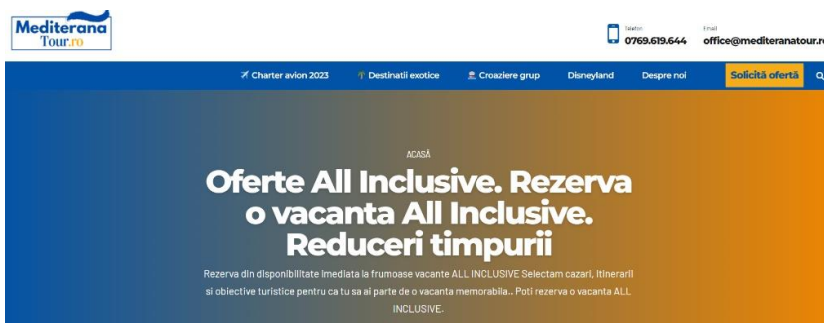 Mediterana
Tour.ro
Telefon
0769.619.644
Email
office@mediteranatour.ro
Charter avion 2023
Destinatii exotice
Croaziere grup
Disneyland
Despre noi
Solicită ofertă
ACASĂ
Oferte All Inclusive. Rezerva
o vacanta All Inclusive.
Reduceri timpurii
Rezerva din disponibilitate imediata la frumoase vacante ALL INCLUSIVE Selectam cazari, itinerarii
si obiective turistice pentru ca tu sa ai parte de o vacanta memorabila.. Poti rezerva o vacanta ALL
INCLUSIVE.